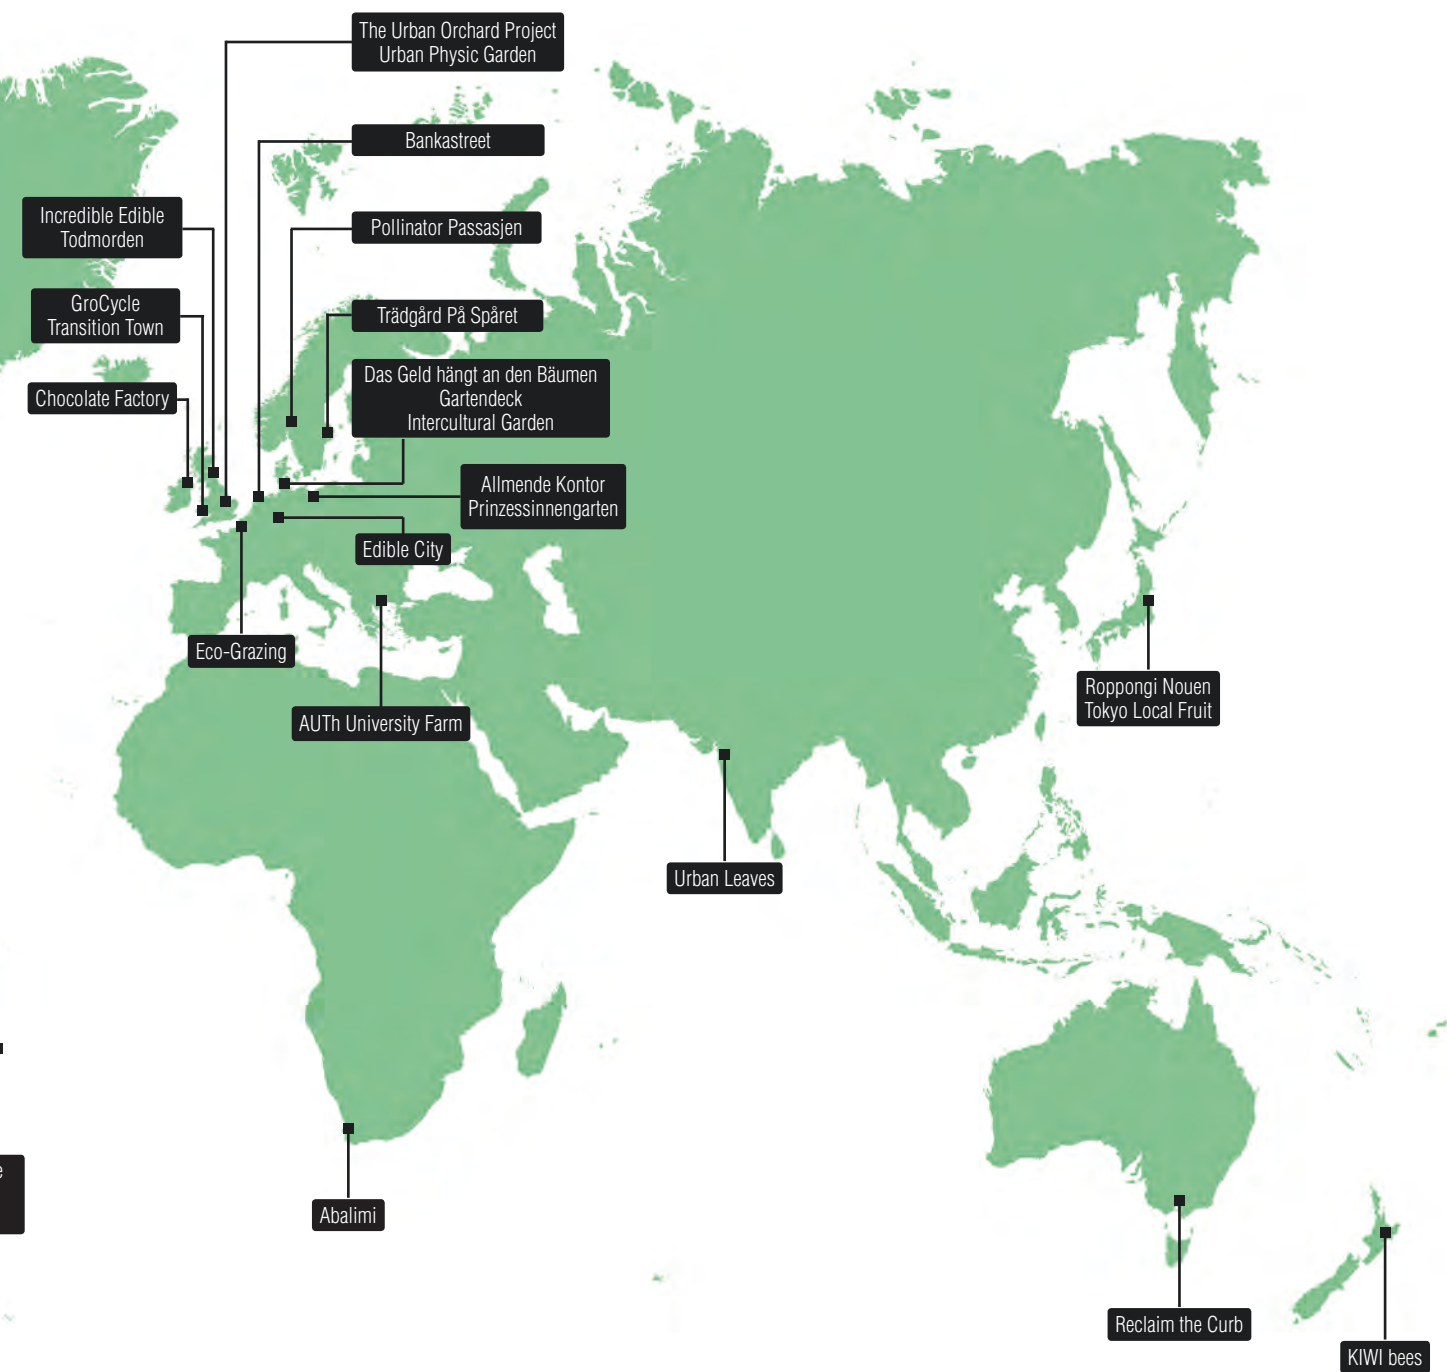 The Urban Orchard Project
Urban Physic Garden
Bankastreet
Incredible Edible
Todmorden
Pollinator Passasjen
GroCycle
Transition Town
Trädgård På Spåret
Chocolate Factory
Das Geld hängt an den Bäumen
Gartendeck
Intercultural Garden
Allmende Kontor
Prinzessinnengarten
Edible City
Eco-Grazing
AUTh University Farm
Roppongi Nouen
Tokyo Local Fruit
Urban Leaves
Abalimi
Reclaim the Curb
KIWI bees